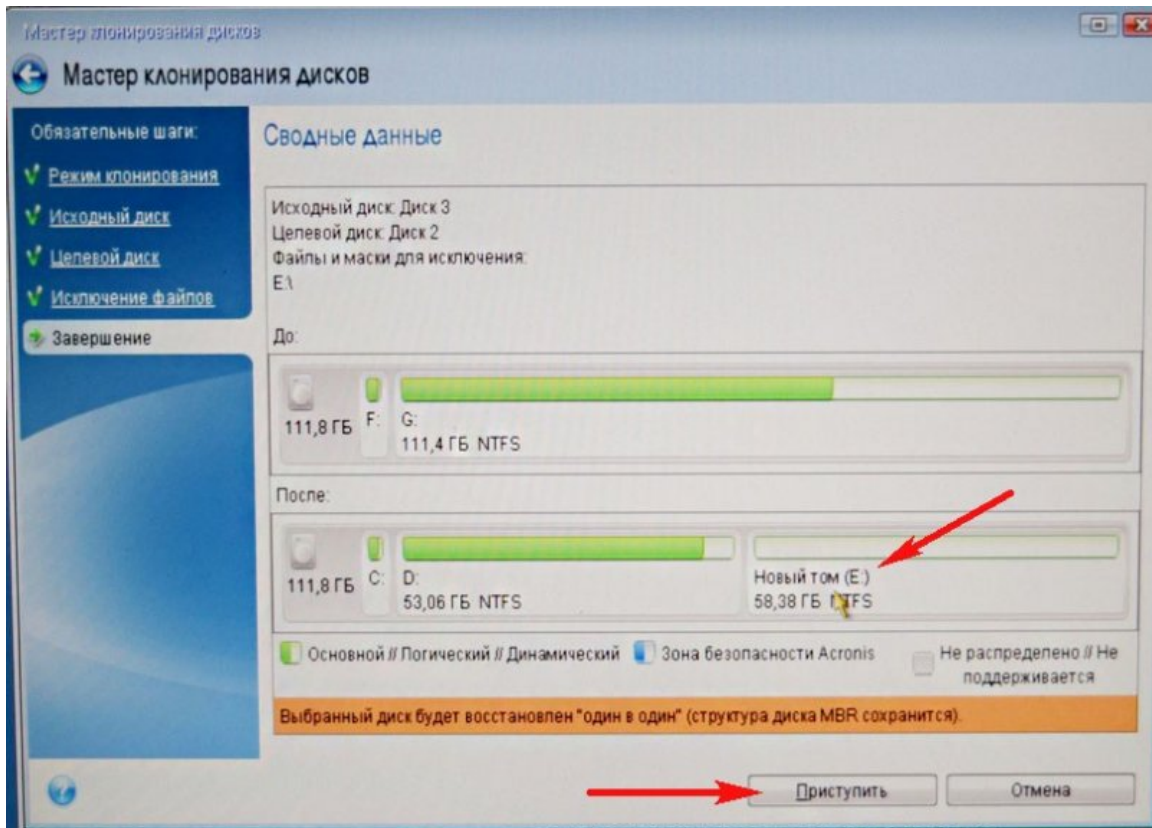 Мастер клонирования дисков
Мастер клонирования дисков
Обязательные шаги:
Режим клонирования
Исходный диск
Целевой диск
Исключение файлов
Завершение
Сводные данные
Исходный диск: Диск 3
Целевой диск: Диск 2
Файлы и маски для исключения:
E:\
До:
111,8 ГБ
F:
G:
111,4 ГБ NTFS
После:
111,8 ГБ
C:
D:
53,06 ГБ NTFS
Новый том (E:)
58,38 ГБ NTFS
Основной // Логический // Динамический
Зона безопасности Acronis
Не распределено // Не
поддерживается
Выбранный диск будет восстановлен "один в один" (структура диска MBR сохранится).
?
Приступить
Отмена